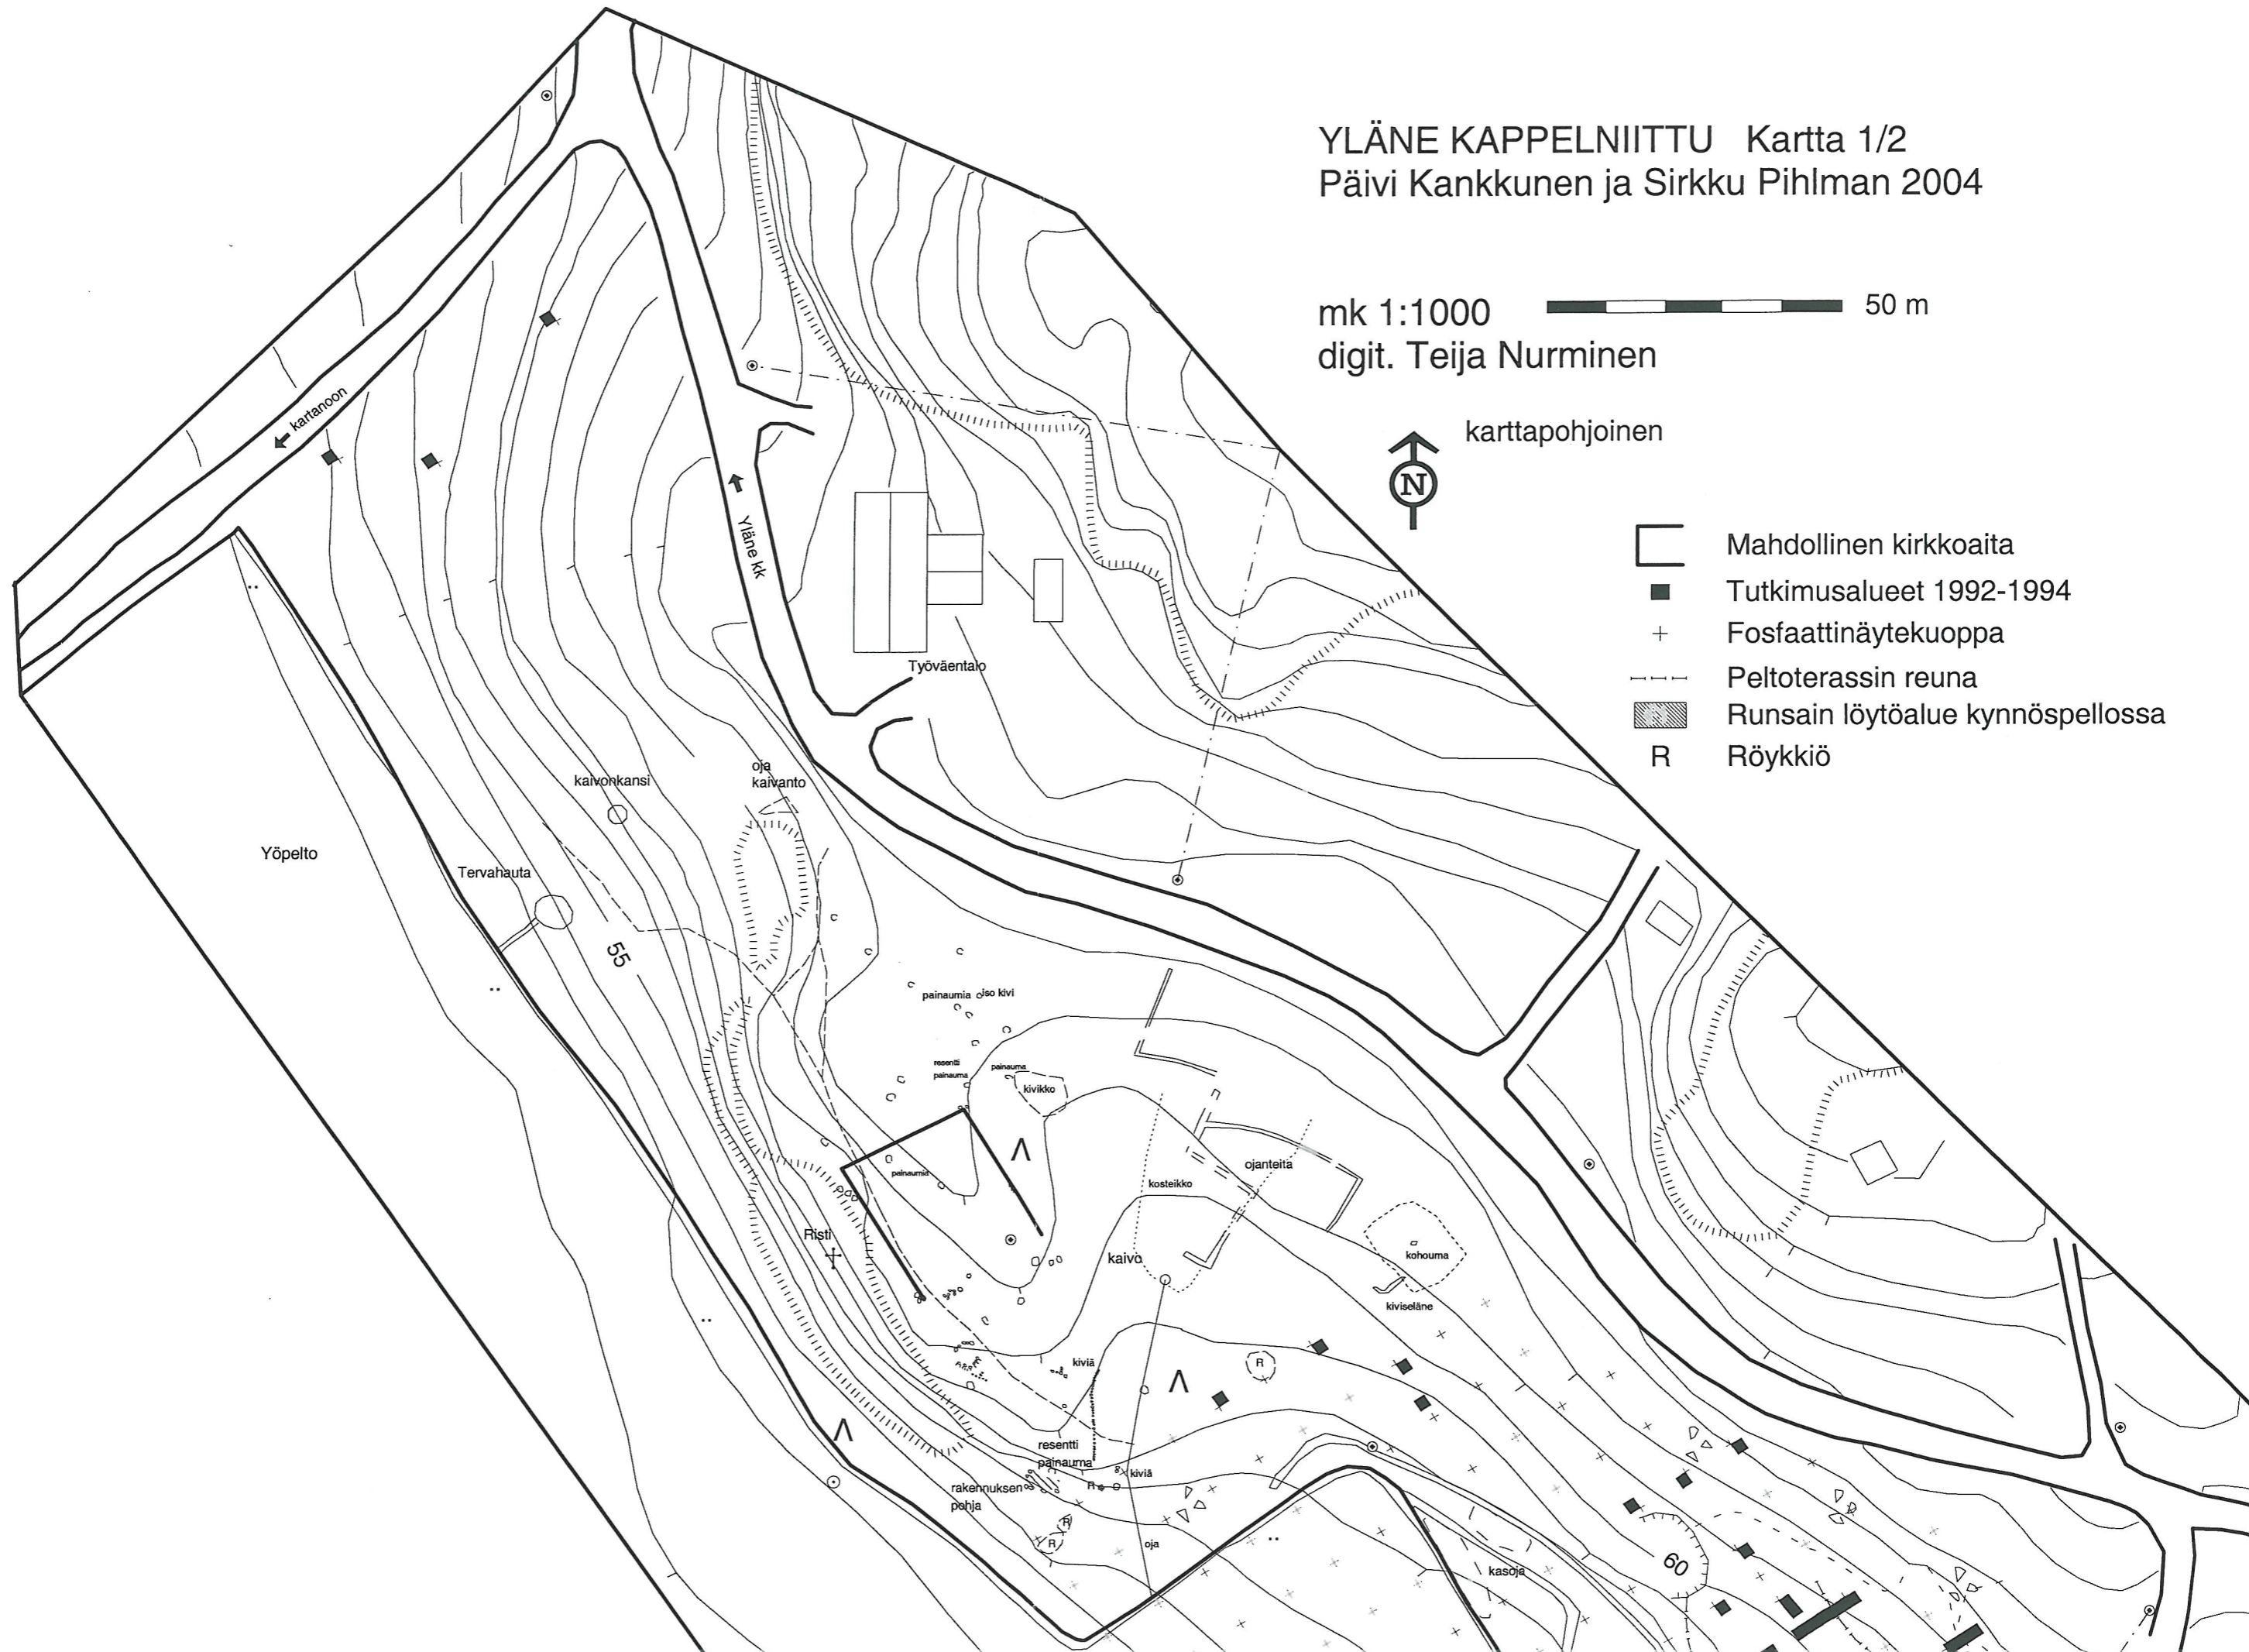 YLÄNE KAPPELNIITTU Kartta 1/2
Päivi Kankkunen ja Sirkku Pihlman 2004
mk 1:1000
50 m
digit. Teija Nurminen
karttapohjoinen
N
Mahdollinen kirkkoaita
Tutkimusalueet 1992-1994
Fosfaattinäytekuoppa
Peltoterassin reuna
Runsain löytöalue kynnöspellossa
R Röykkiö
kartanoon
Yläne kk
Työväentalo
oja
kaivanto
kaivonkansi
Yöpelto
Tervahauta
55
painaumia
iso kivi
resentti
painauma
painauma
kivikko
painaumia
ojanteita
kosteikko
Risti
kaivo
kohouma
kiviselänne
kiviä
R
resentti
painauma
kiviä
rakennuksen
pohja
R
R
R
oja
kasoja
60